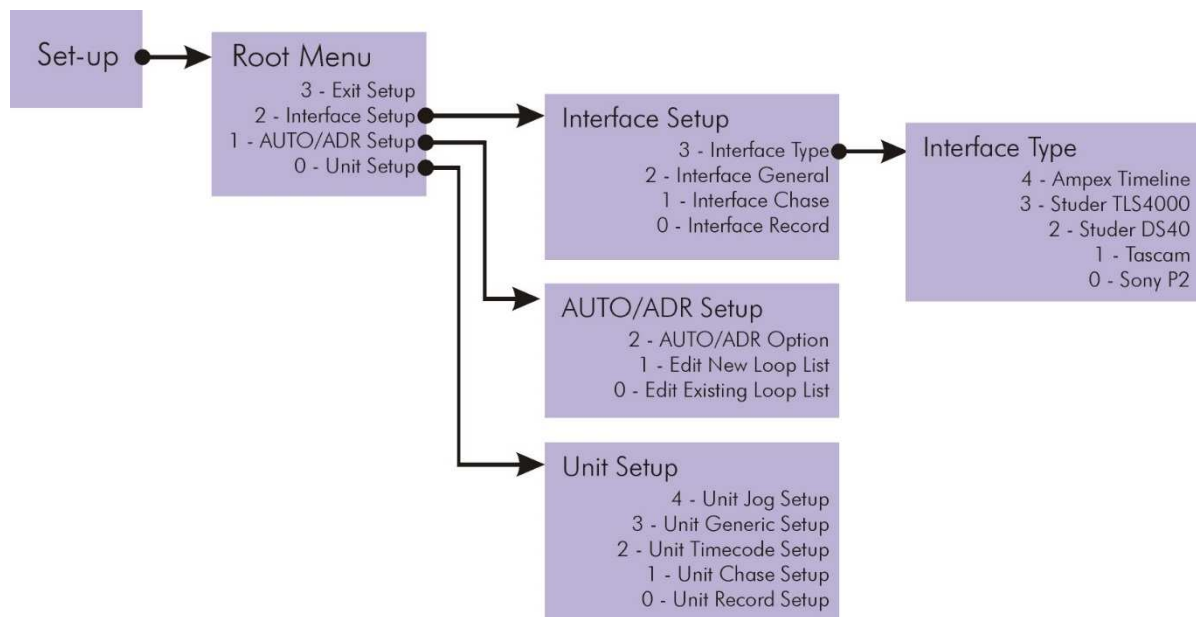 Set-up
Root Menu
3 - Exit Setup
2 - Interface Setup
1 - AUTO/ADR Setup
0 - Unit Setup
Interface Setup
3 - Interface Type
2 - Interface General
1 - Interface Chase
0 - Interface Record
Interface Type
4 - Ampex Timeline
3 - Studer TLS4000
2 - Studer DS40
1 - Tascam
0 - Sony P2
AUTO/ADR Setup
2 - AUTO/ADR Option
1 - Edit New Loop List
0 - Edit Existing Loop List
Unit Setup
4 - Unit Jog Setup
3 - Unit Generic Setup
2 - Unit Timecode Setup
1 - Unit Chase Setup
0 - Unit Record Setup